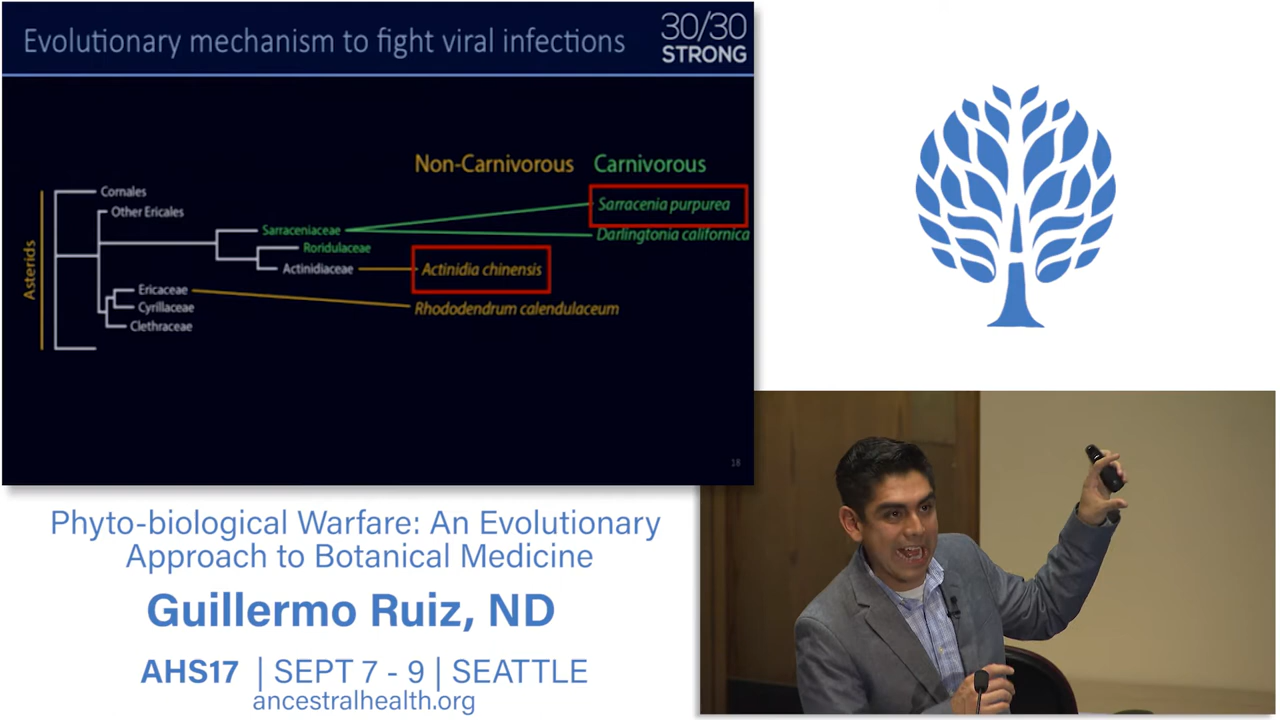 Evolutionary mechanism to fight viral infections
30/30
STRONG
Non-Carnivorous
Carnivorous
Asterids
Cornales
Other Ericales
Sarraceniaceae
Roridulaceae
Actinidiaceae
Ericaceae
Cyrillaceae
Clethraceae
Sarracenia purpurea
Darlingtonia californica
Actinidia chinensis
Rhododendrum calendulaceum
18
Phyto-biological Warfare: An Evolutionary
Approach to Botanical Medicine
Guillermo Ruiz, ND
AHS17 | SEPT 7 - 9 | SEATTLE
ancestralhealth.org